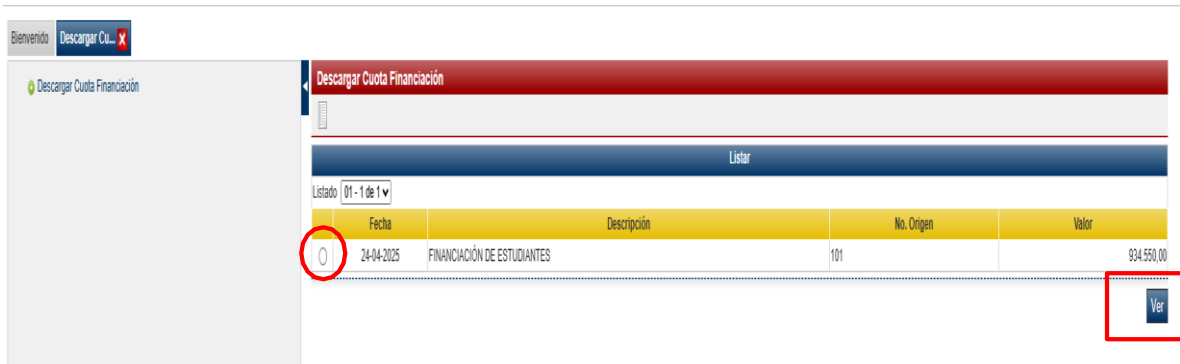 Bienvenido Descargar Cu... X
Descargar Cuota Financiación
Descargar Cuota Financiación
Listar
Listado 01 - 1 de 1
Fecha Descripción No. Origen Valor
24-04-2025 FINANCIACIÓN DE ESTUDIANTES 101 934.550,00
Ver